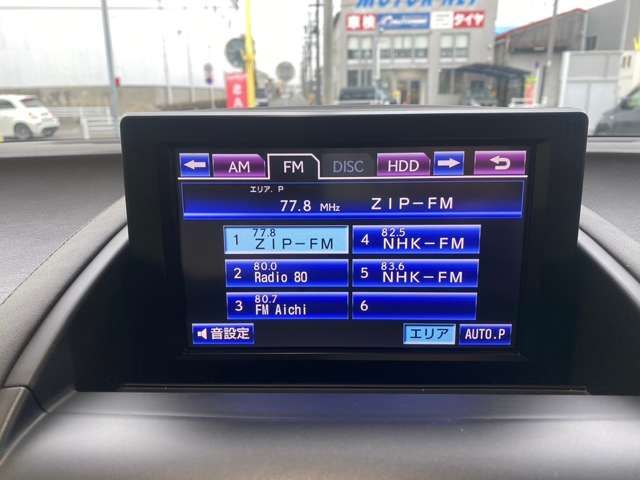 車検
タイヤ
AM FM DISC HDD
エリア. P
77.8 MHz ZIP-FM
1 77.8 ZIP-FM
4 82.5 NHK-FM
2 80.0 Radio 80
5 83.6 NHK-FM
3 80.7 FM Aichi
6
音設定 エリア AUTO.P